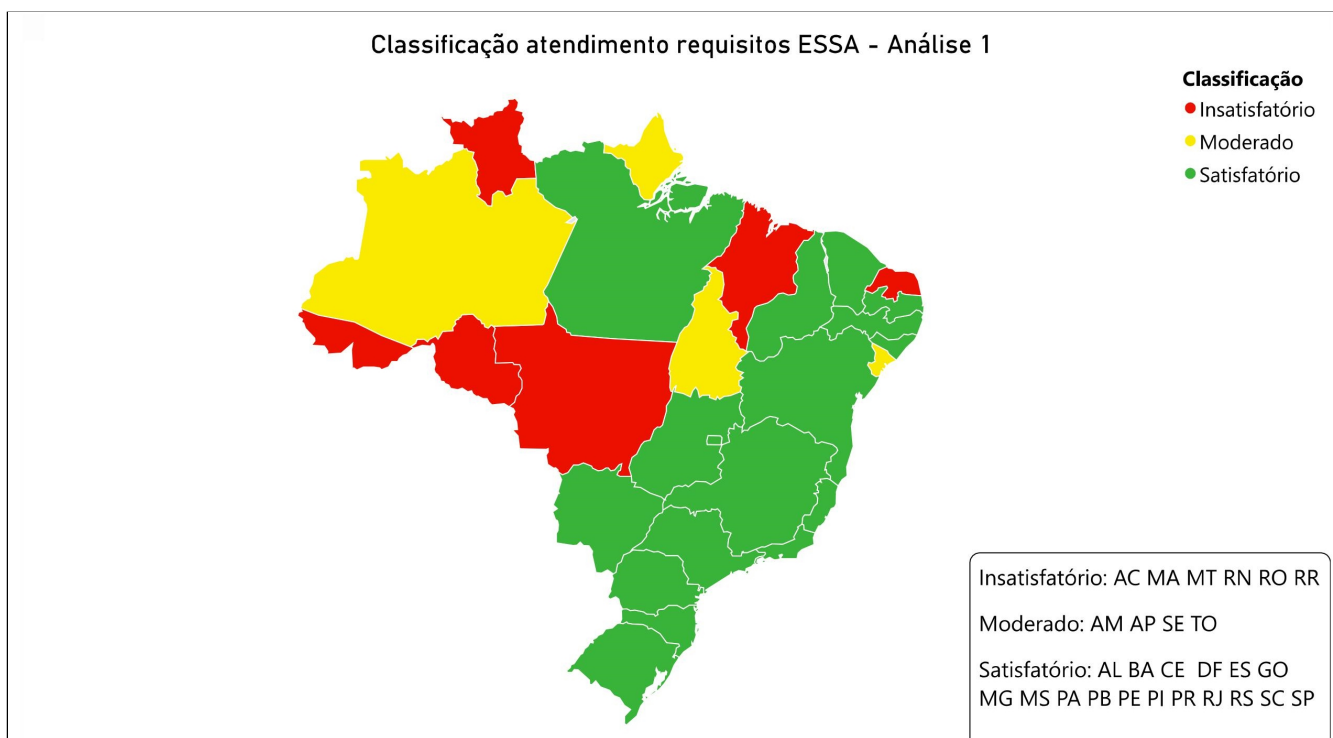 Classificação atendimento requisitos ESSA - Análise 1
Classificação
Insatisfatório
Moderado
Satisfatório
Insatisfatório: AC MA MT RN RO RR
Moderado: AM AP SE TO
Satisfatório: AL BA CE DF ES GO
MG MS PA PB PE PI PR RJ RS SC SP